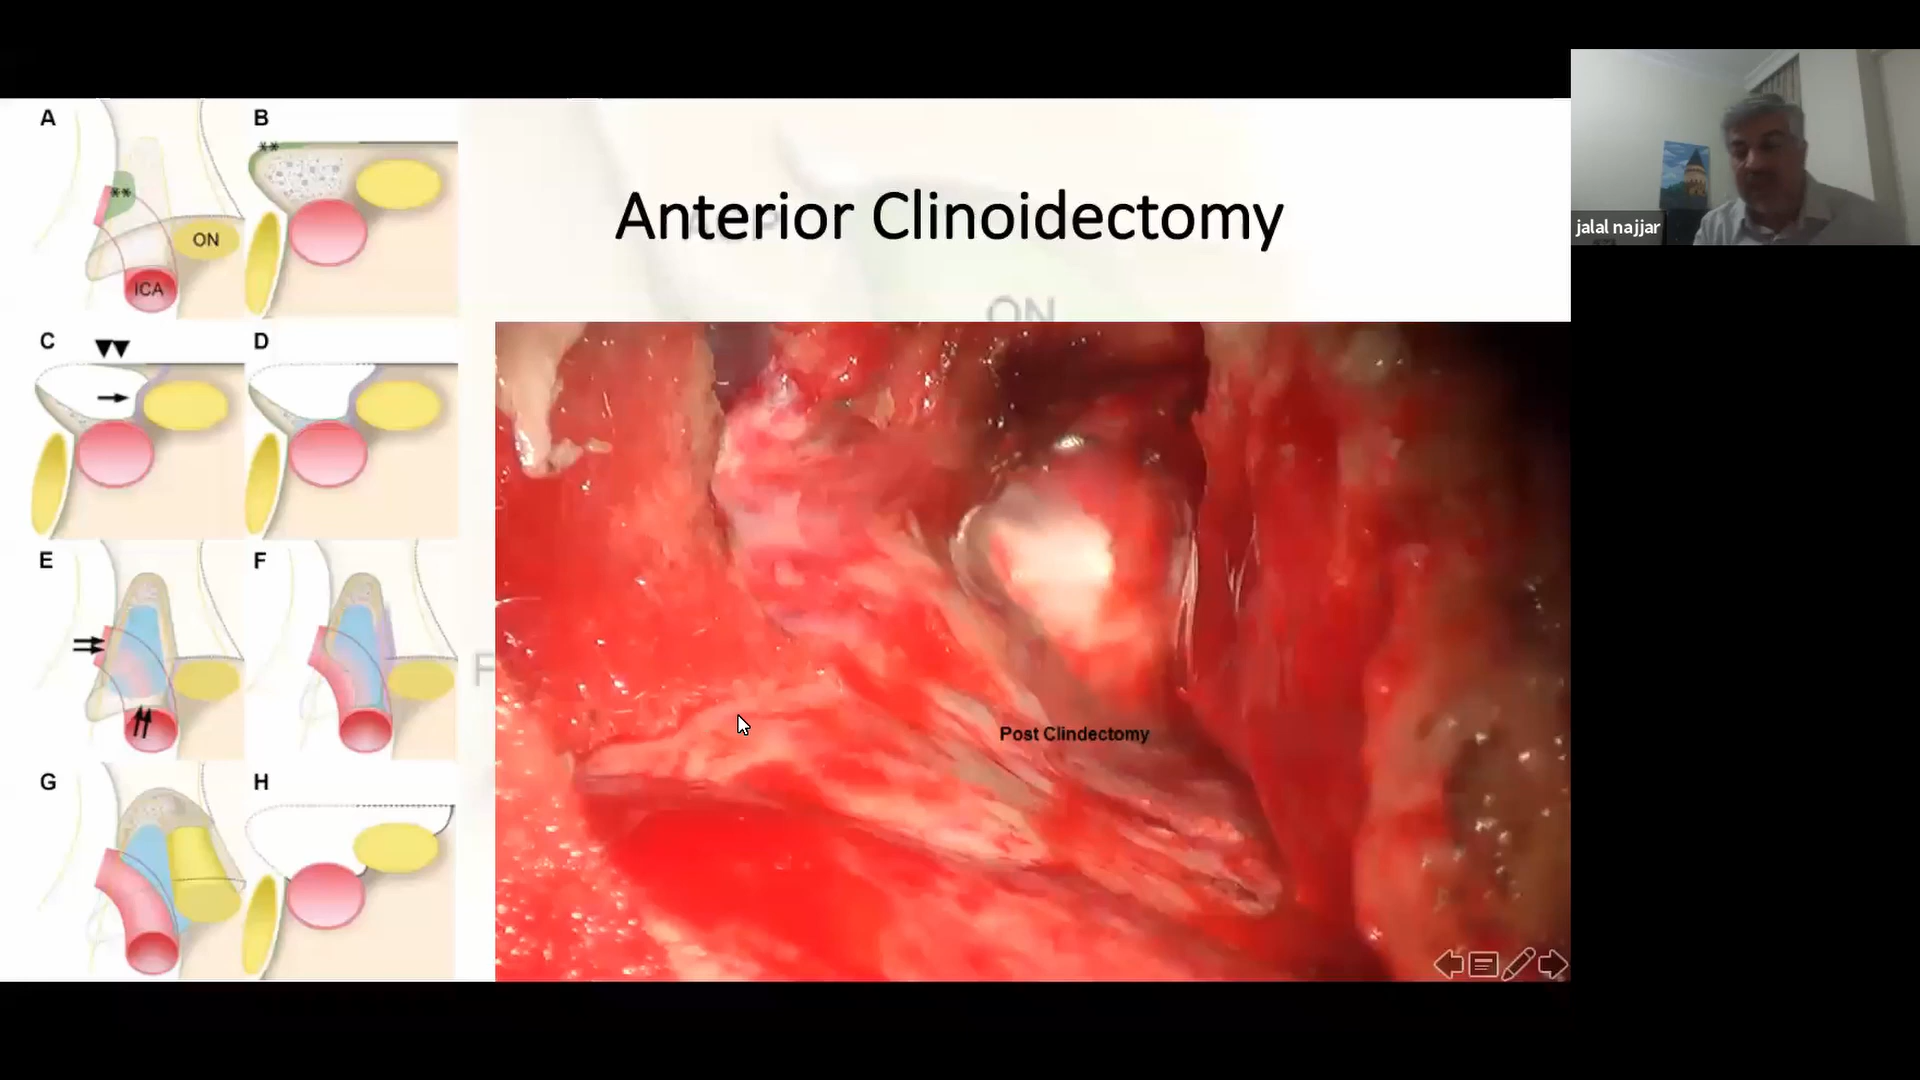 A
B
**
**
ON
ICA
Anterior Clinoidectomy
ON
jalal najjar
C
D
E
F
F
Post Clindectomy
G
H